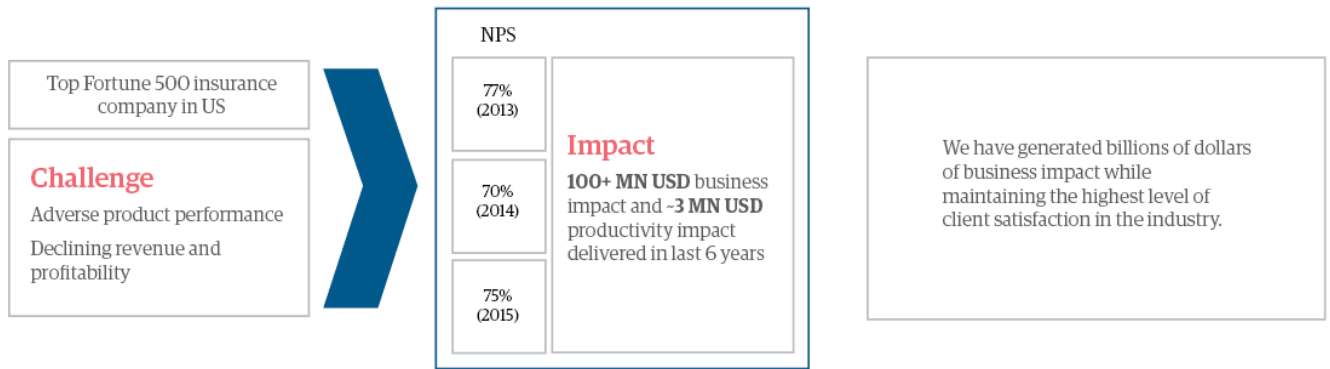 Top Fortune 500 insurance
company in US
Challenge
Adverse product performance
Declining revenue and
profitability
NPS
77%
(2013)
70%
(2014)
75%
(2015)
Impact
100+ MN USD business
impact and ~3 MN USD
productivity impact
delivered in last 6 years
We have generated billions of dollars
of business impact while
maintaining the highest level of
client satisfaction in the industry.